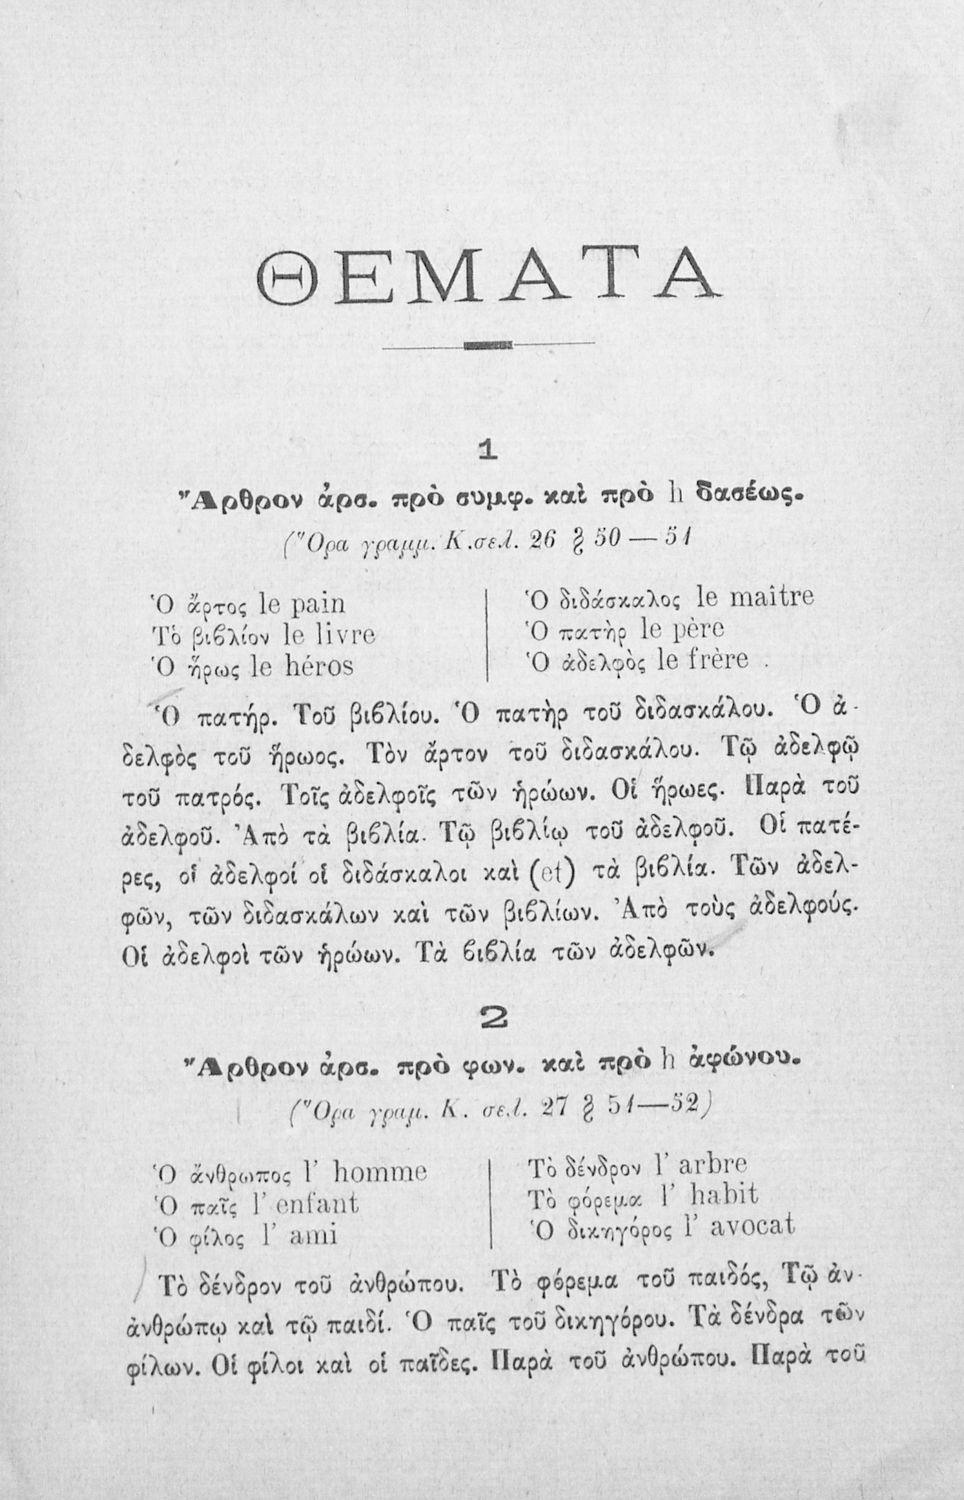 ΘΕΜΑΤΑ
1
Ἄρθρον ἀρσ. πρὸ συμφ. καὶ πρὸ h δασέως.
(Ὅρα γραμμ. Κ.σελ. 26 § 50 — 51
Ὁ ἄρτος le pain
Τὸ βιβλίον le livre
Ὁ ἥρως le héros
Ὁ διδάσκαλος le maître
Ὁ πατὴρ le père
Ὁ ἀδελφὸς le frère .
Ὁ πατήρ. Τοῦ βιβλίου. Ὁ πατὴρ τοῦ διδασκάλου. Ὁ ἀ-
δελφὸς τοῦ ἥρωος. Τὸν ἄρτον τοῦ διδασκάλου. Τῷ ἀδελφῷ
τοῦ πατρός. Τοῖς ἀδελφοῖς τῶν ἡρώων. Οἱ ἥρωες. Παρὰ τοῦ
ἀδελφοῦ. Ἀπὸ τὰ βιβλία. Τῷ βιβλίῳ τοῦ ἀδελφοῦ. Οἱ πατέ-
ρες, οἱ ἀδελφοί οἱ διδάσκαλοι καὶ (et) τὰ βιβλία. Τῶν ἀδελ-
φῶν, τῶν διδασκάλων καὶ τῶν βιβλίων. Ἀπὸ τοὺς ἀδελφούς.
Οἱ ἀδελφοὶ τῶν ἡρώων. Τὰ βιβλία τῶν ἀδελφῶν.
2
Ἄρθρον ἀρσ. πρὸ φων. καὶ πρὸ h ἀφώνου.
(Ὅρα γραμ. Κ. σελ. 27 § 51—52)
Ὁ ἄνθρωπος l' homme
Ὁ παῖς l' enfant
Ὁ φίλος l' ami
Τὸ δένδρον l' arbre
Τὸ φόρεμα l' habit
Ὁ δικηγόρος l' avocat
Τὸ δένδρον τοῦ ἀνθρώπου. Τὸ φόρεμα τοῦ παιδός, Τῷ ἀν-
ἀνθρώπῳ καὶ τῷ παιδί. Ὁ παῖς τοῦ δικηγόρου. Τὰ δένδρα τῶν
φίλων. Οἱ φίλοι καὶ οἱ παῖδες. Παρὰ τοῦ ἀνθρώπου. Παρὰ τοῦ